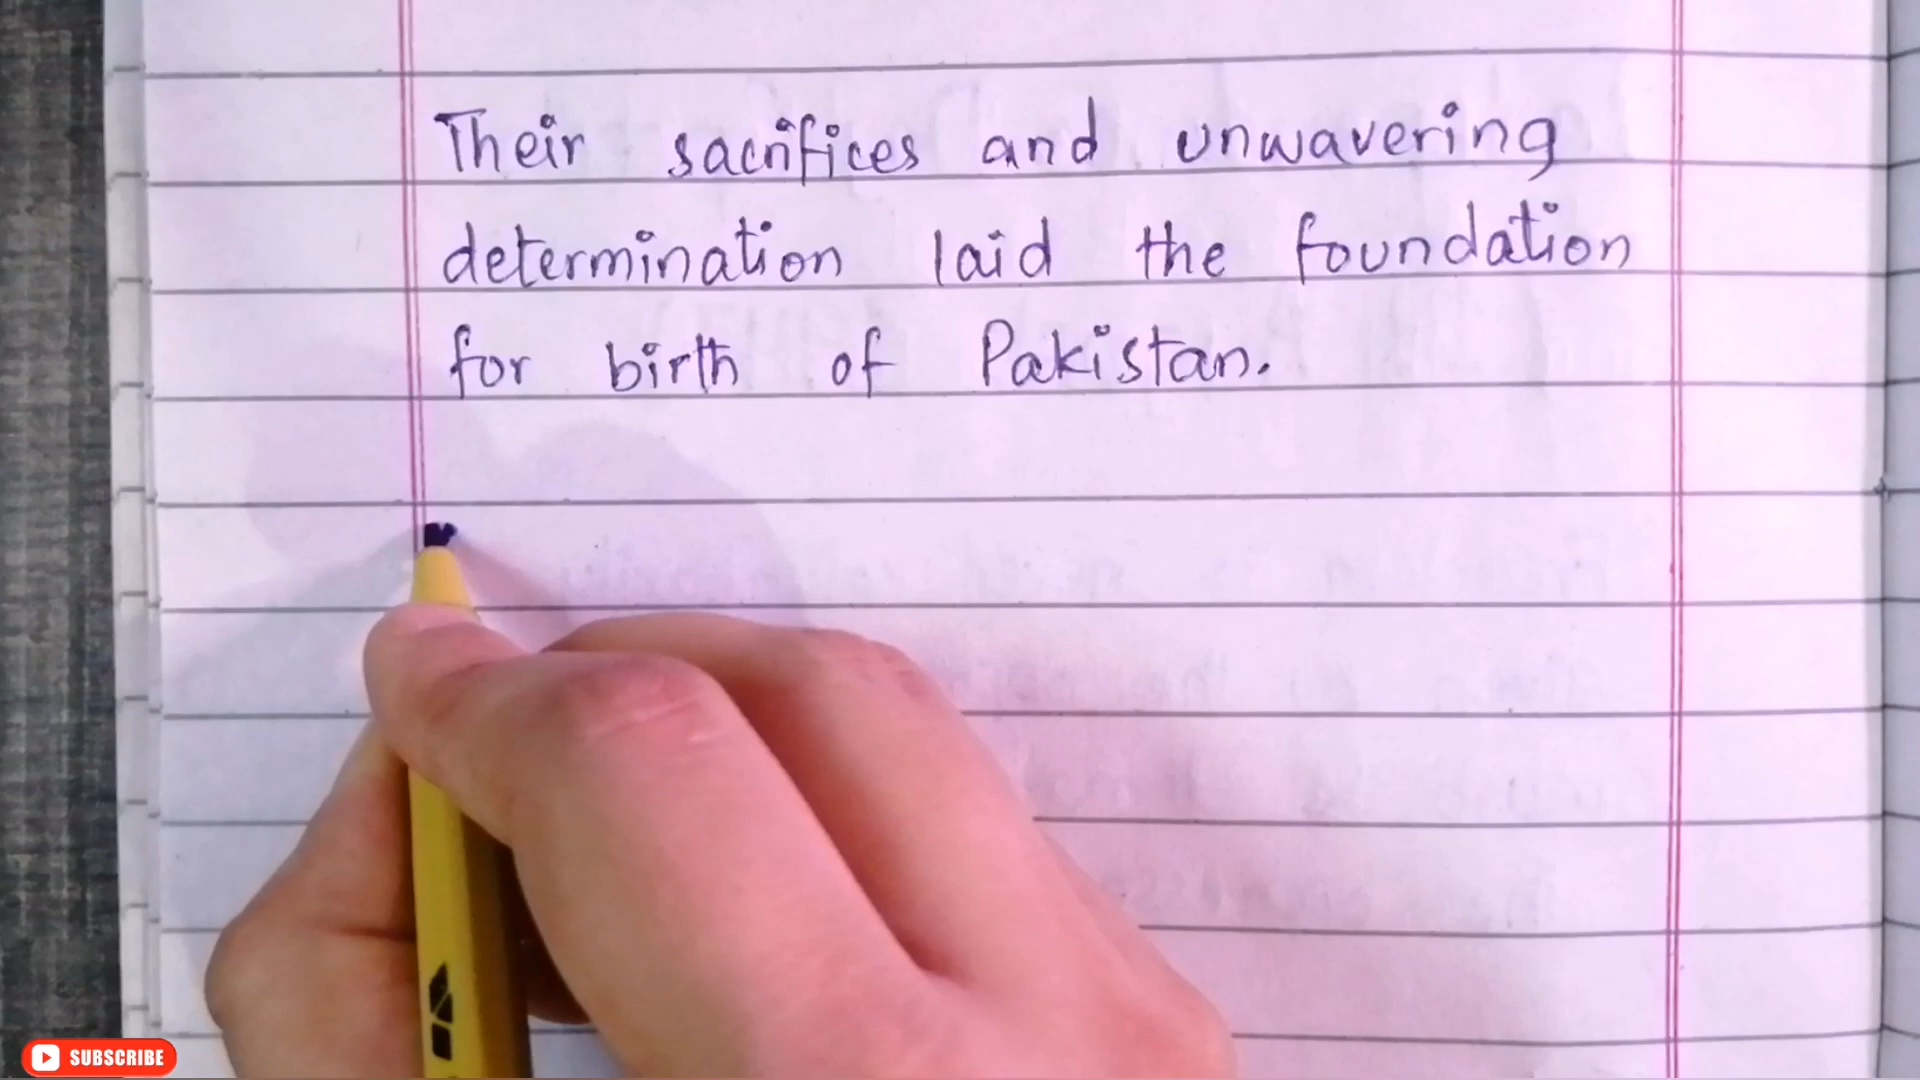 Their sacrifices and unwavering
determination laid the foundation
for birth of Pakistan.
SUBSCRIBE